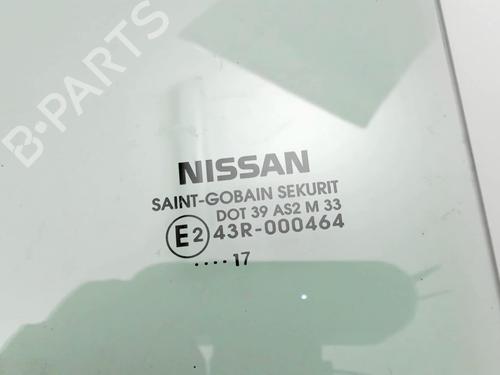 B-PARTS
NISSAN
SAINT-GOBAIN SEKURIT
DOT 39 AS2 M 33
E2 43R-000464
....17